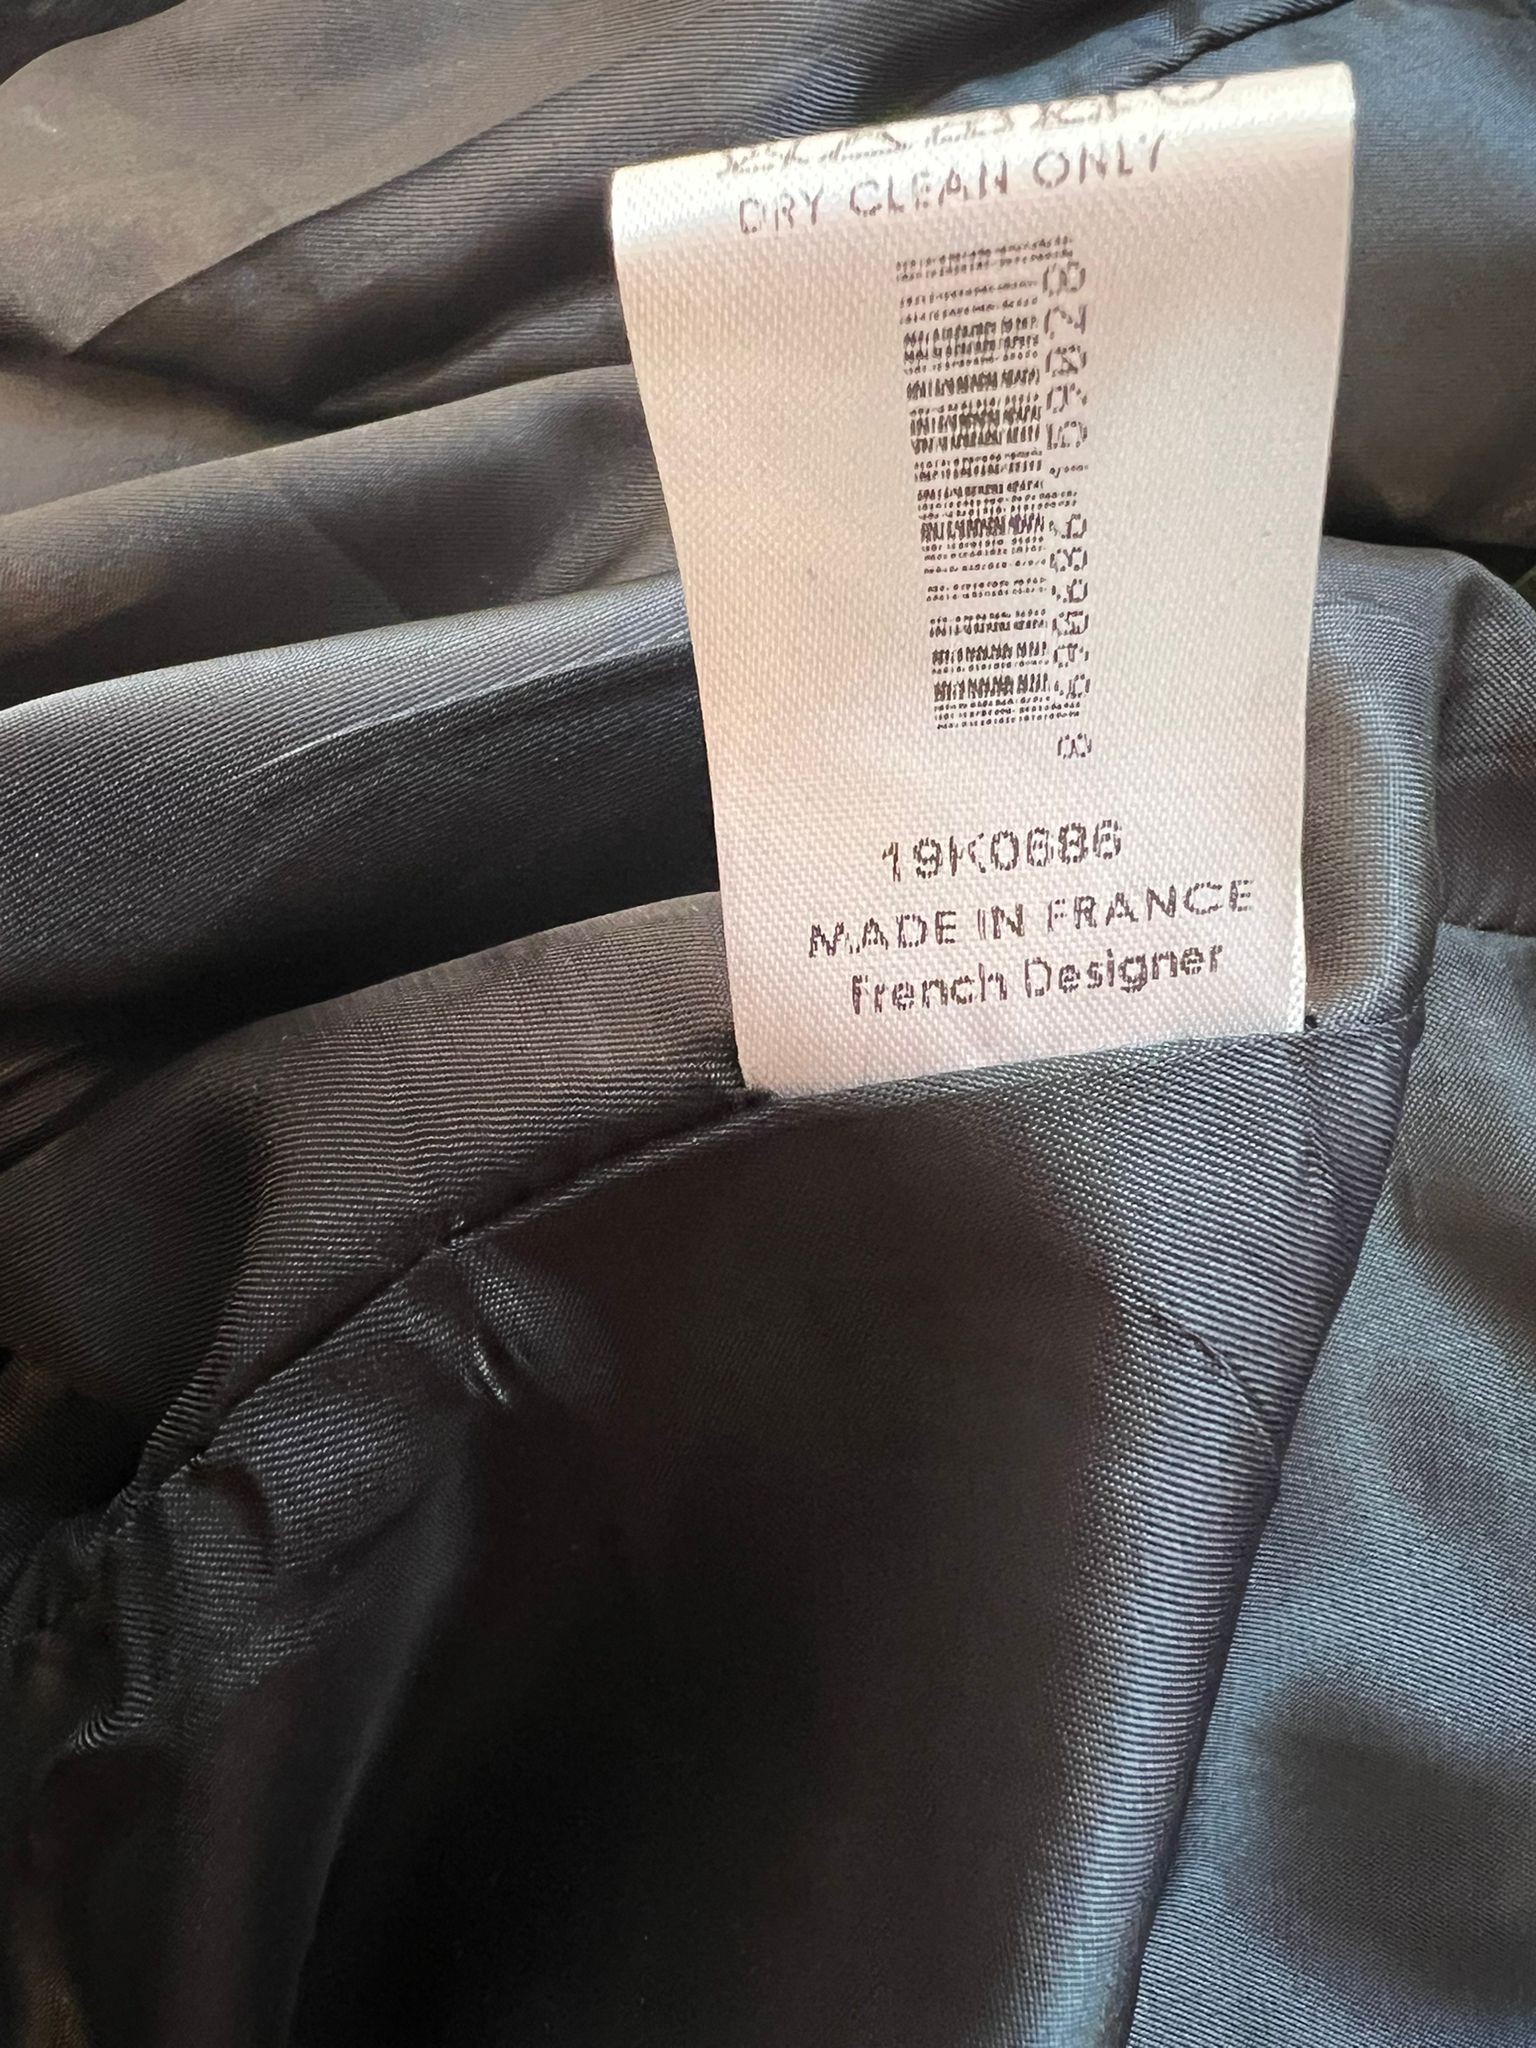 DRY CLEAN ONLY
19K0686
MADE IN FRANCE
French Designer